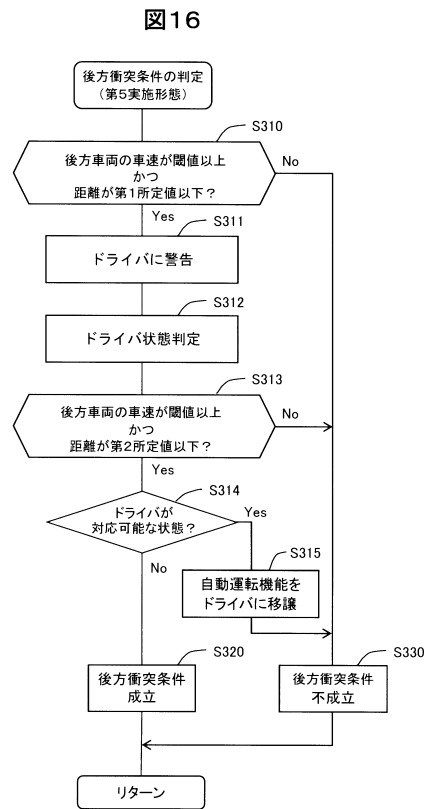 図16
後方衝突条件の判定
(第5実施形態)
S310
後方車両の車速が閾値以上
かつ
距離が第1所定値以下？
No
Yes
S311
ドライバに警告
S312
ドライバ状態判定
S313
後方車両の車速が閾値以上
かつ
距離が第2所定値以下？
No
Yes
S314
ドライバが
対応可能な状態？
Yes
No
S315
自動運転機能を
ドライバに移譲
S320
後方衝突条件
成立
S330
後方衝突条件
不成立
リターン